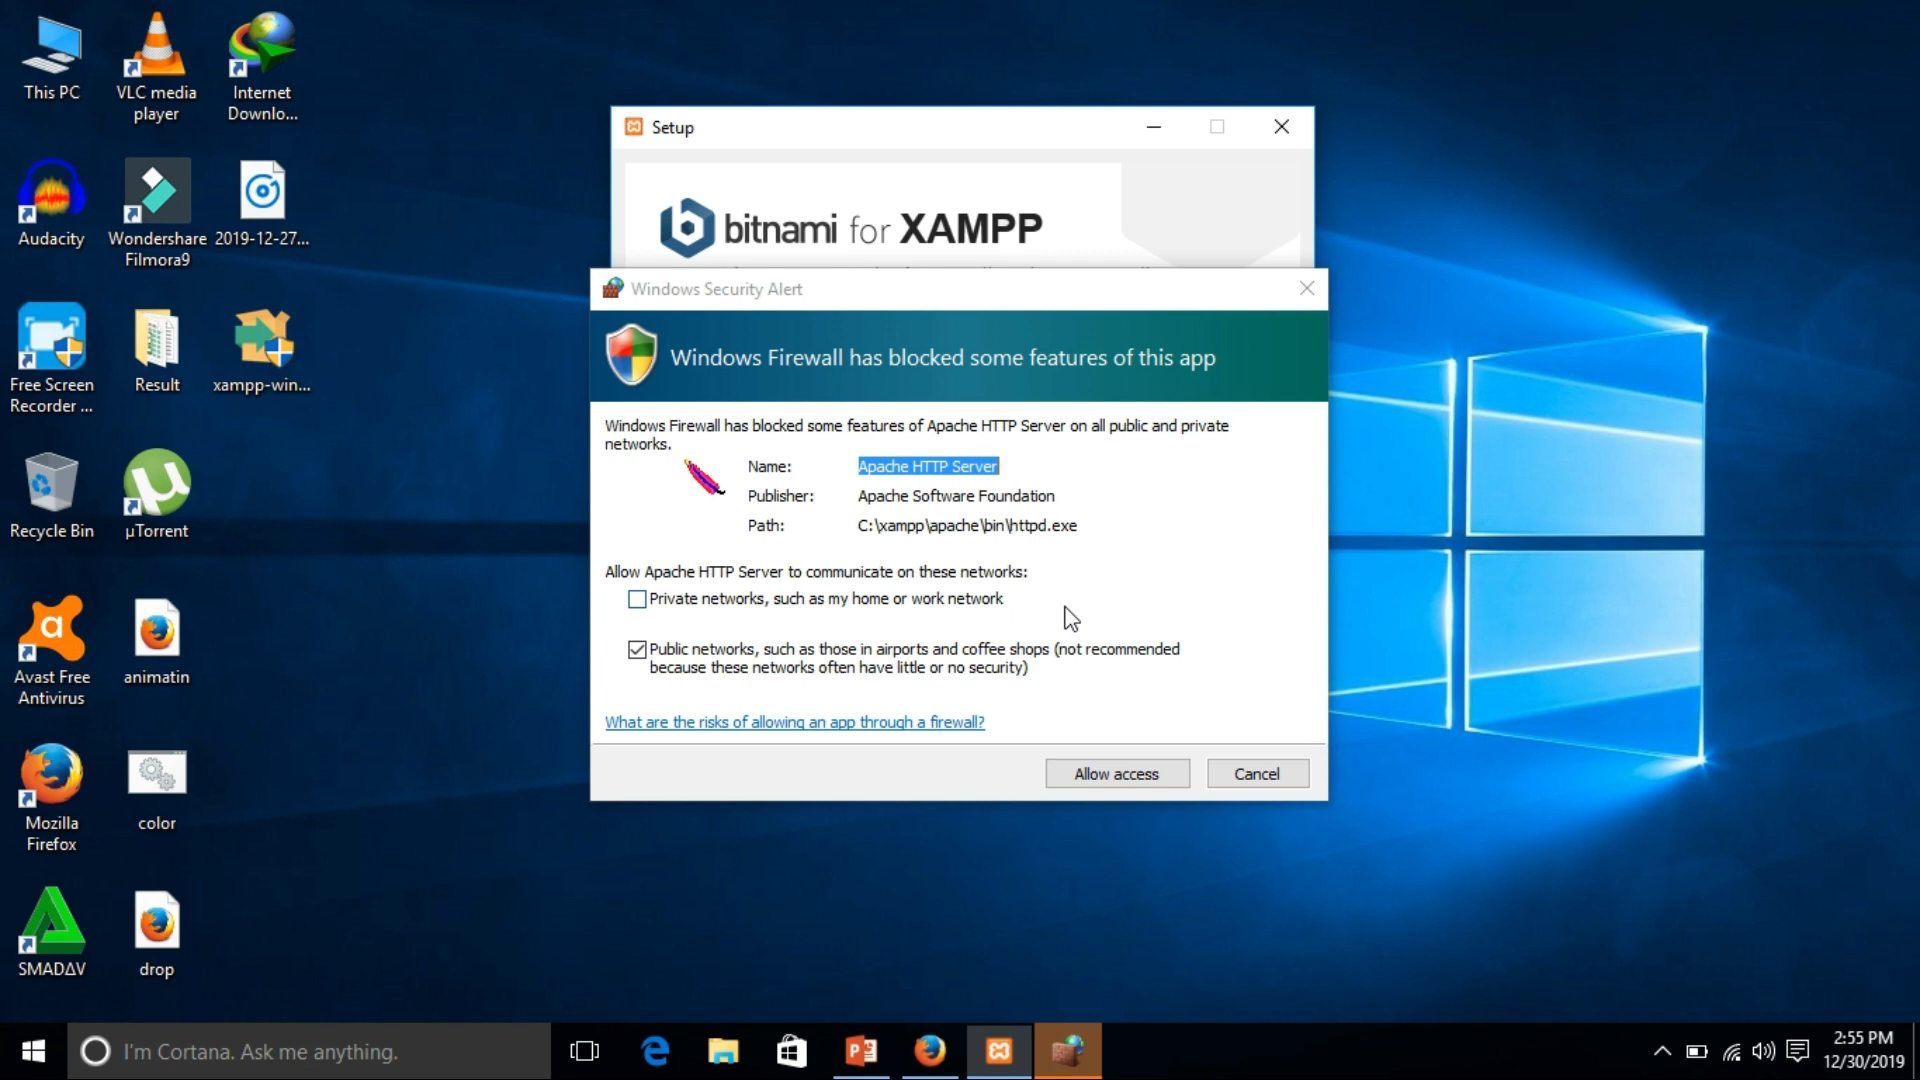 This PC
VLC media
player
Internet
Downlo...
Audacity
Wondershare
Filmora9
2019-12-27...
Free Screen
Recorder ...
Result
xampp-win...
Recycle Bin
µTorrent
Avast Free
Antivirus
animatin
Mozilla
Firefox
color
SMADΔV
drop
Setup
bitnami for XAMPP
Windows Security Alert
Windows Firewall has blocked some features of this app
Windows Firewall has blocked some features of Apache HTTP Server on all public and private
networks.
Name: Apache HTTP Server
Publisher: Apache Software Foundation
Path: C:\xampp\apache\bin\httpd.exe
Allow Apache HTTP Server to communicate on these networks:
Private networks, such as my home or work network
Public networks, such as those in airports and coffee shops (not recommended
because these networks often have little or no security)
What are the risks of allowing an app through a firewall?
Allow access
Cancel
I'm Cortana. Ask me anything.
2:55 PM
12/30/2019